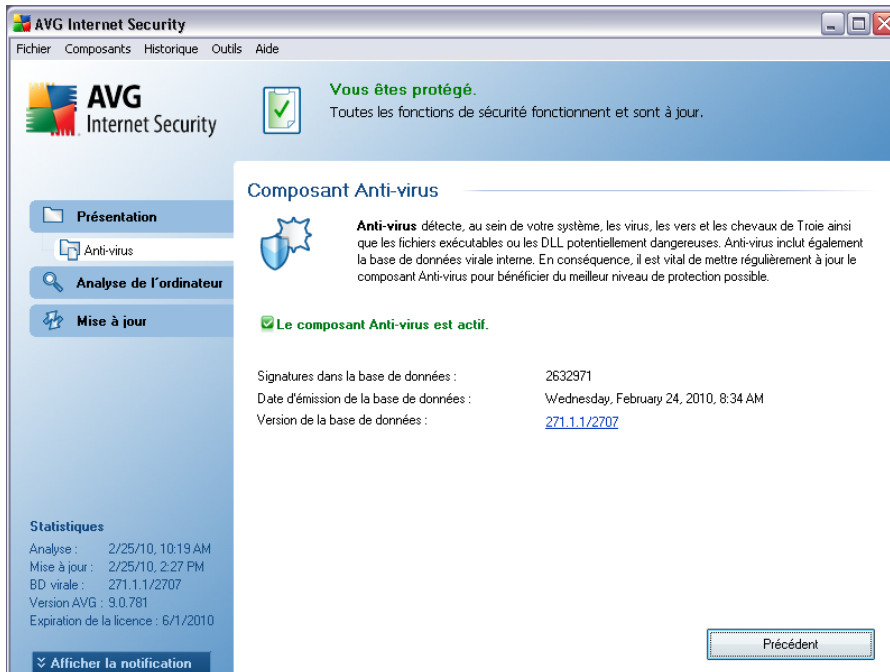 AVG Internet Security
Fichier Composants Historique Outils Aide
AVG
Internet Security
Vous êtes protégé.
Toutes les fonctions de sécurité fonctionnent et sont à jour.
Présentation
Anti-virus
Analyse de l'ordinateur
Mise à jour
Composant Anti-virus
Anti-virus détecte, au sein de votre système, les virus, les vers et les chevaux de Troie ainsi
que les fichiers exécutables ou les DLL potentiellement dangereuses. Anti-virus inclut également
la base de données virale interne. En conséquence, il est vital de mettre régulièrement à jour le
composant Anti-virus pour bénéficier du meilleur niveau de protection possible.
Le composant Anti-virus est actif.
Signatures dans la base de données : 2632971
Date d'émission de la base de données : Wednesday, February 24, 2010, 8:34 AM
Version de la base de données : 271.1.1/2707
Statistiques
Analyse : 2/25/10, 10:19 AM
Mise à jour : 2/25/10, 2:27 PM
BD virale : 271.1.1/2707
Version AVG : 9.0.781
Expiration de la licence : 6/1/2010
Afficher la notification
Précédent